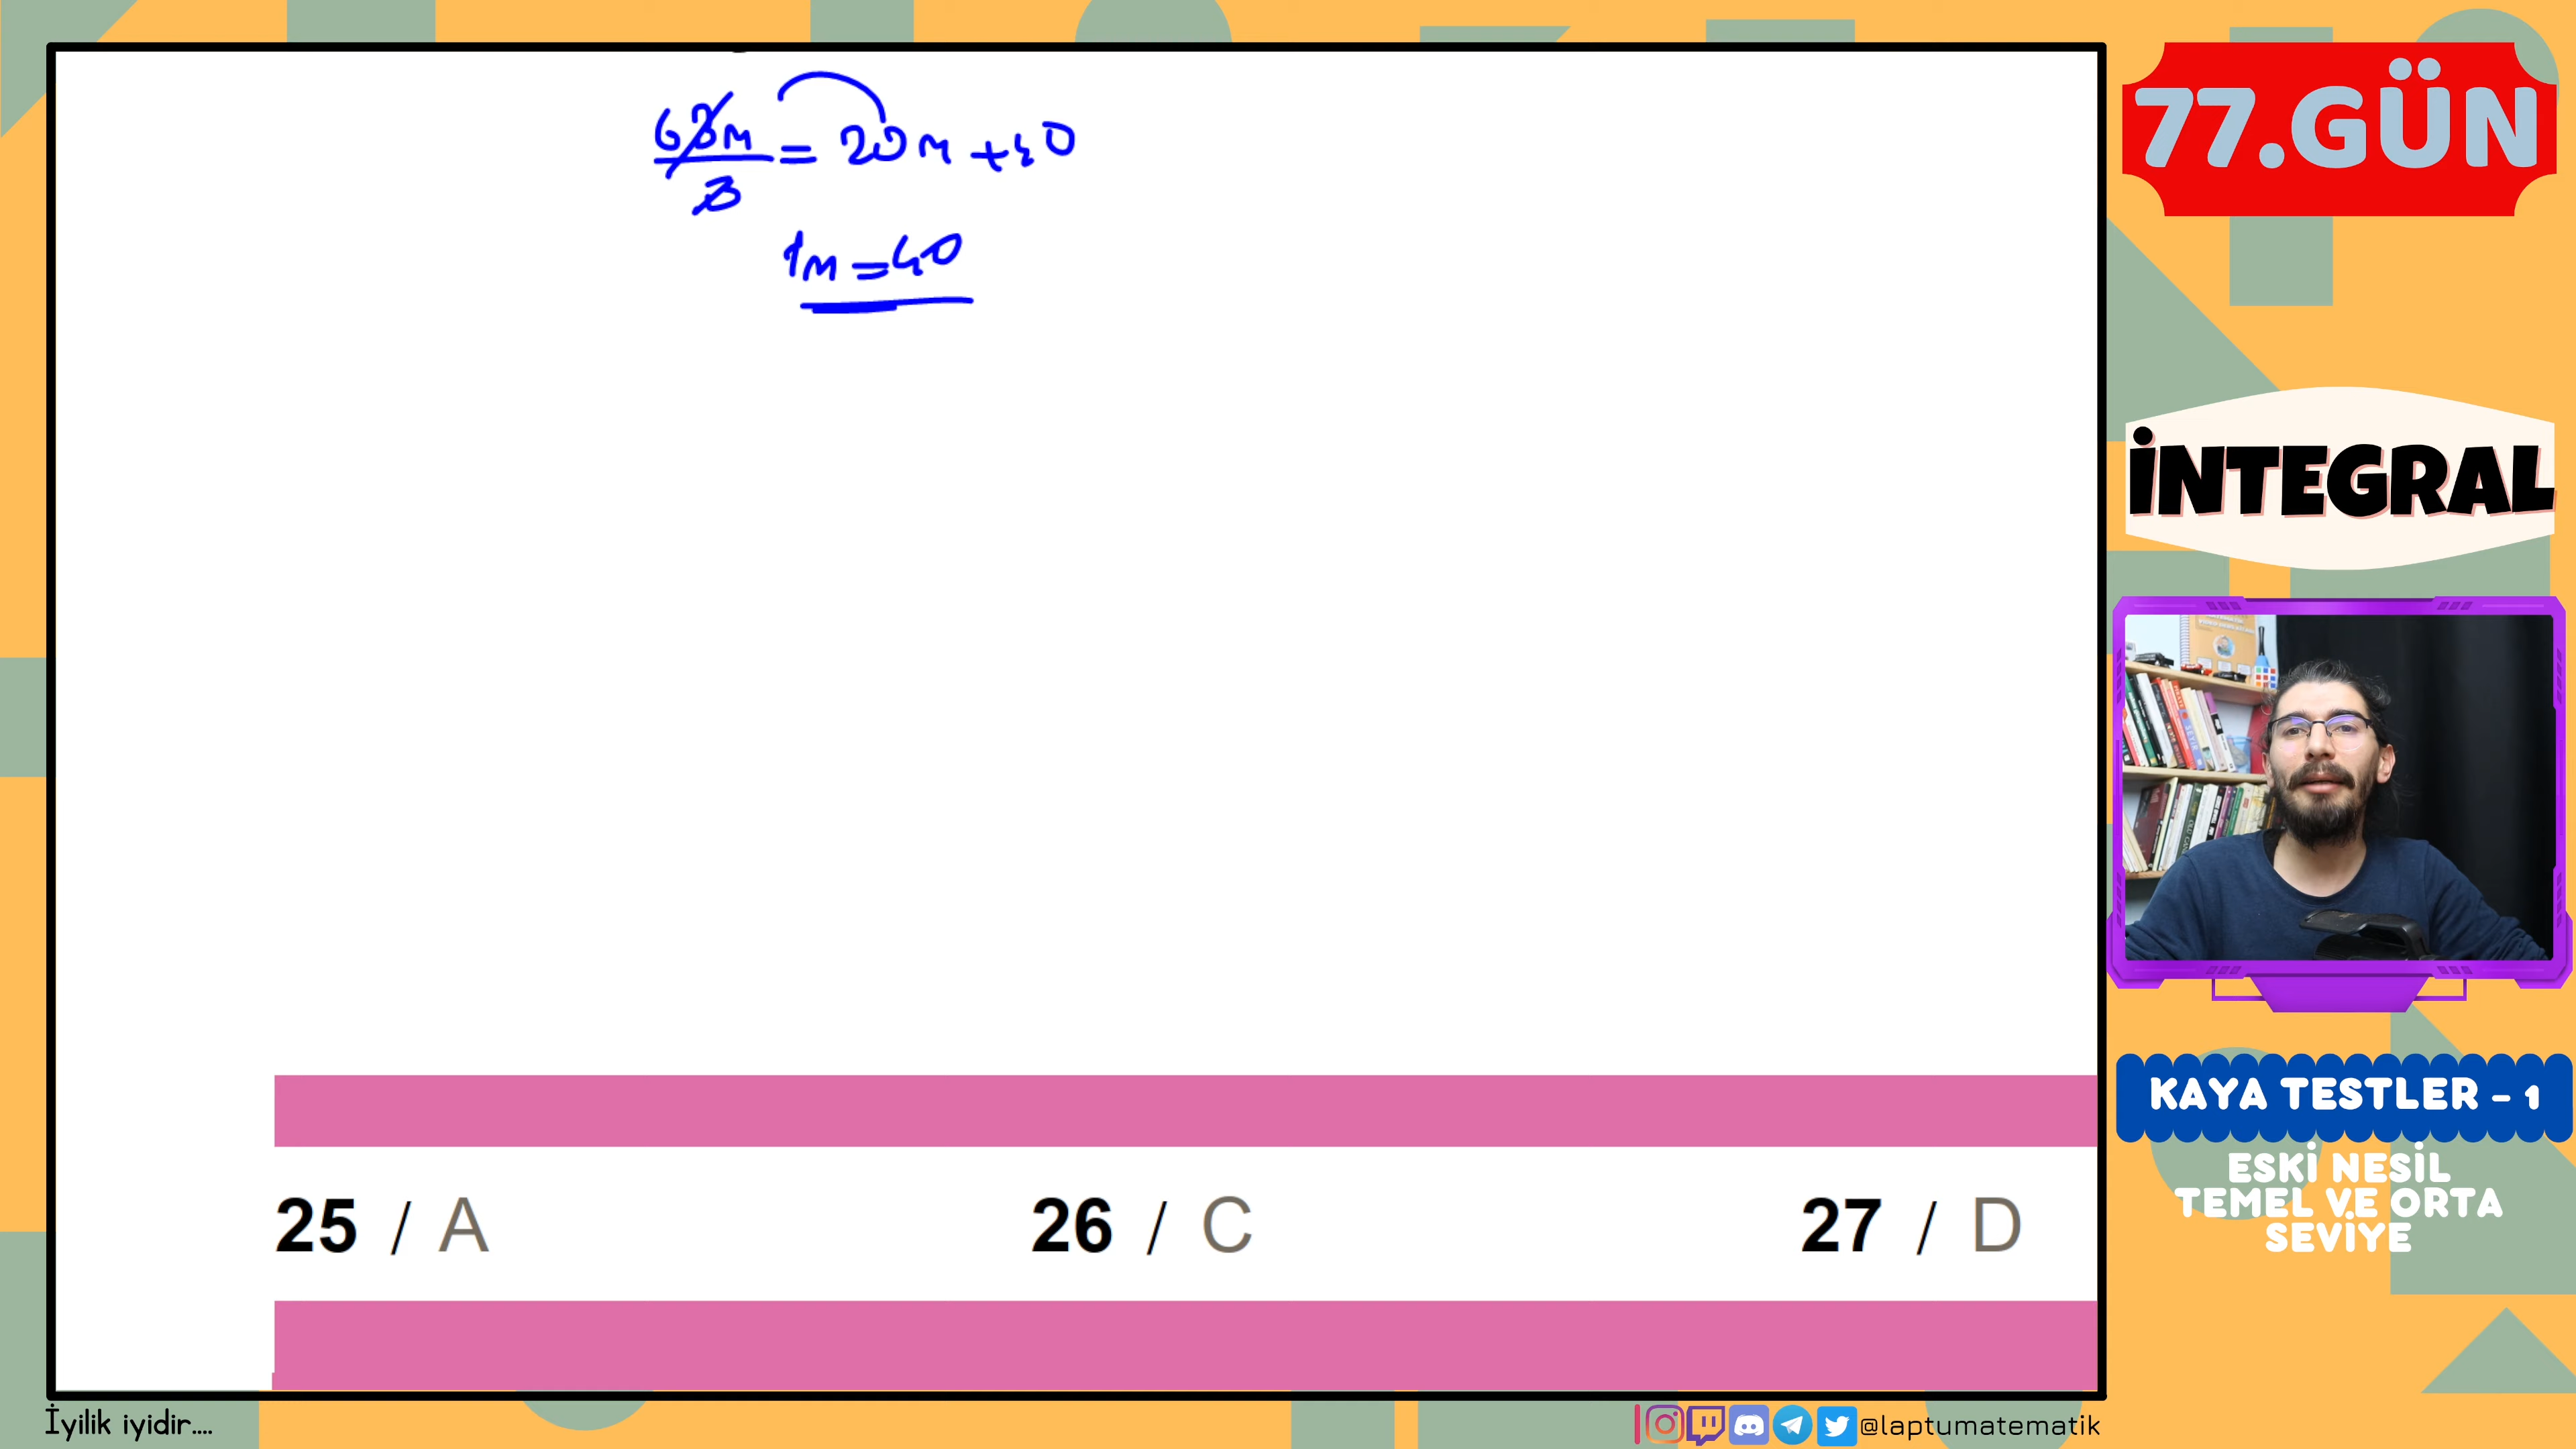 63m/3 = 20m + 40
1m = 40
25 / A
26 / C
27 / D
77.GÜN
İNTEGRAL
KAYA TESTLER - 1
ESKİ NESİL
TEMEL VE ORTA
SEVİYE
İyilik iyidir....
@laptumatematik